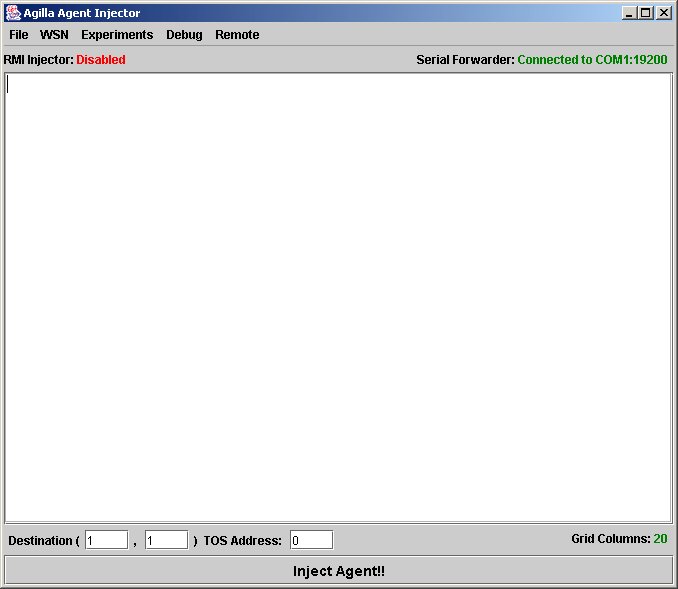 Agilla Agent Injector
File WSN Experiments Debug Remote
RMI Injector: Disabled Serial Forwarder: Connected to COM1:19200
Destination ( 1 , 1 ) TOS Address: 0 Grid Columns: 20
Inject Agent!!